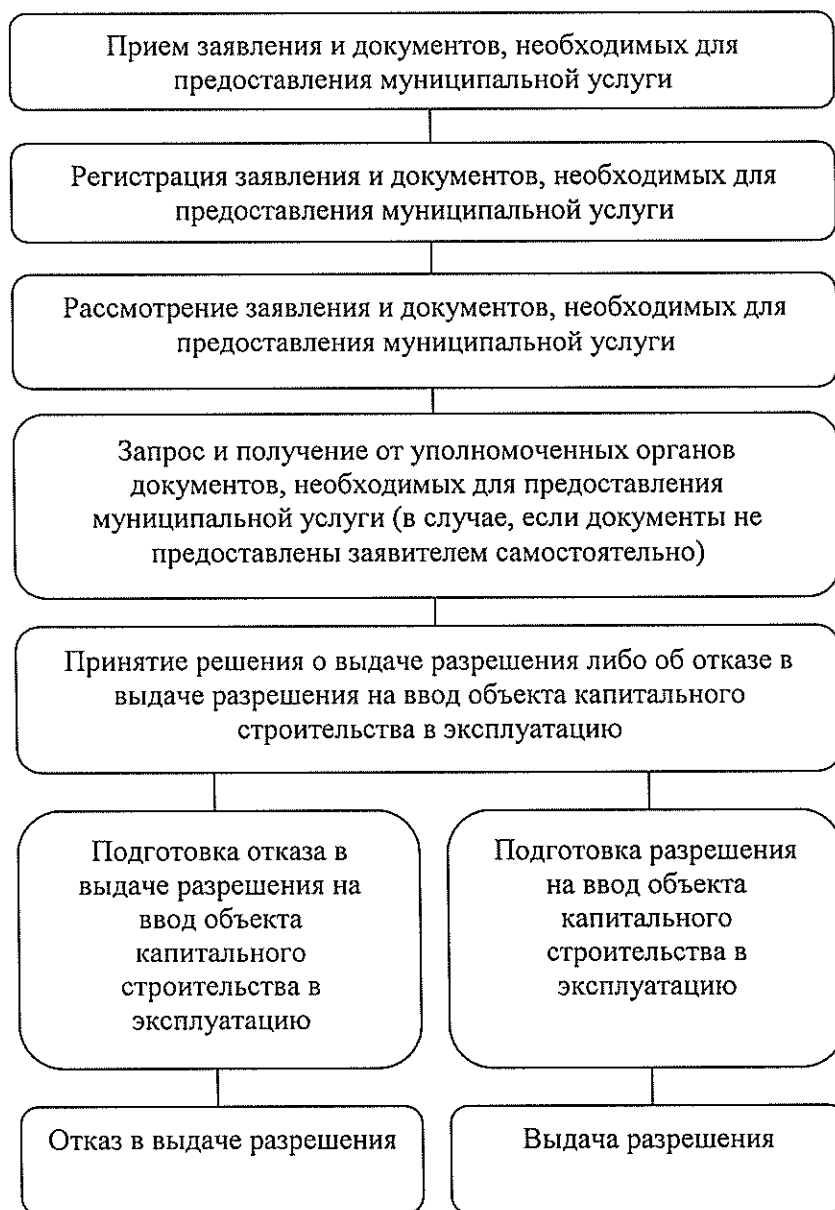 Прием заявления и документов, необходимых для
предоставления муниципальной услуги
Регистрация заявления и документов, необходимых для
предоставления муниципальной услуги
Рассмотрение заявления и документов, необходимых для
предоставления муниципальной услуги
Запрос и получение от уполномоченных органов
документов, необходимых для предоставления
муниципальной услуги (в случае, если документы не
предоставлены заявителем самостоятельно)
Принятие решения о выдаче разрешения либо об отказе в
выдаче разрешения на ввод объекта капитального
строительства в эксплуатацию
Подготовка отказа в
выдаче разрешения на
ввод объекта
капитального
строительства в
эксплуатацию
Подготовка разрешения
на ввод объекта
капитального
строительства в
эксплуатацию
Отказ в выдаче разрешения
Выдача разрешения